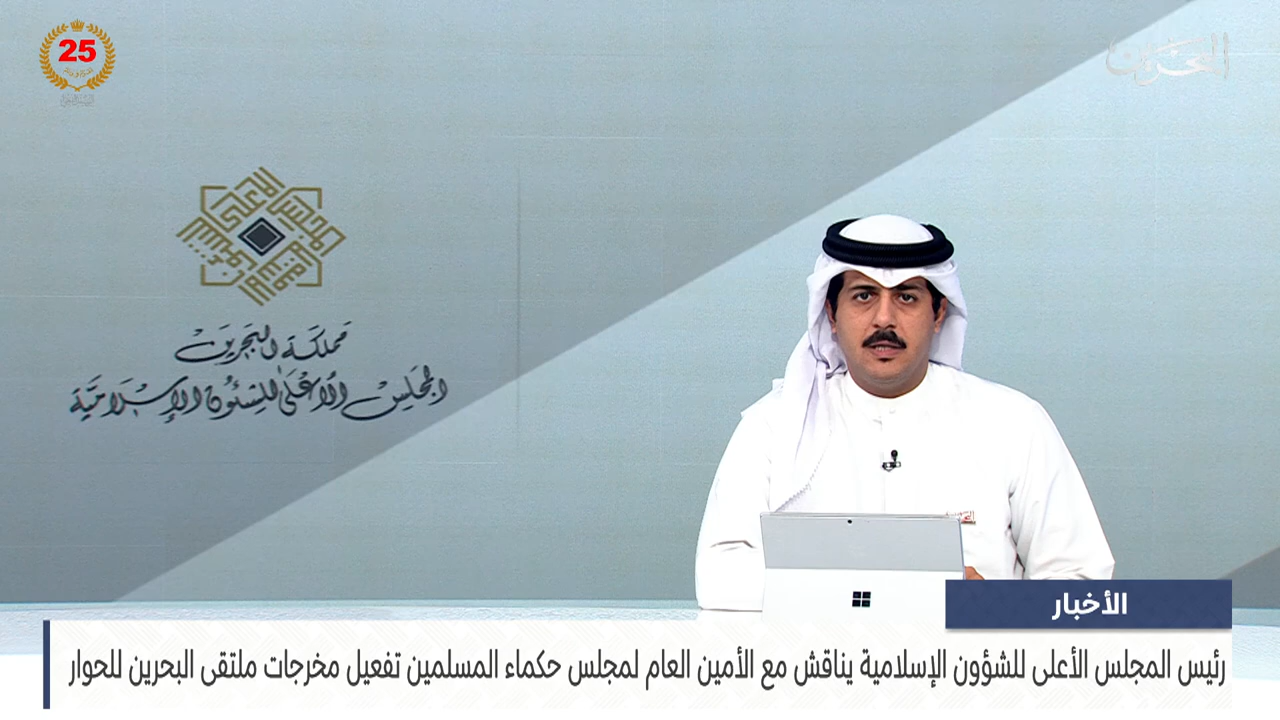 25
البحرين
مملكة البحرين
المجلس الأعلى للشئون الإسلامية
الأخبار
رئيس المجلس الأعلى للشؤون الإسلامية يناقش مع الأمين العام لمجلس حكماء المسلمين تفعيل مخرجات ملتقى البحرين للحوار